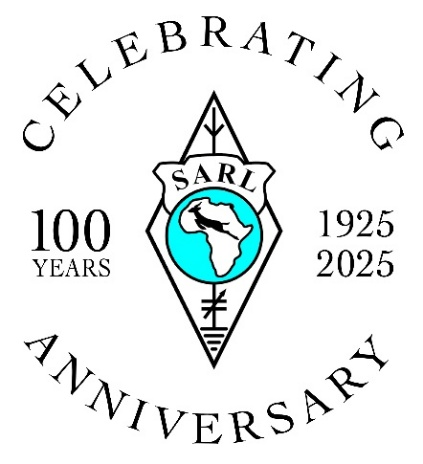 CELEBRATING
SARL
100
YEARS
1925
2025
ANNIVERSARY